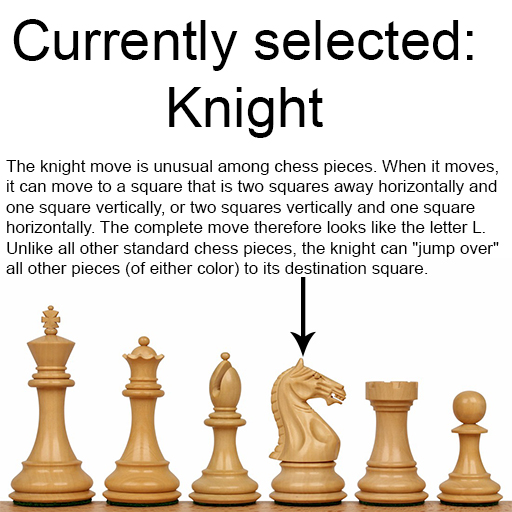 Currently selected:
Knight
The knight move is unusual among chess pieces. When it moves,
it can move to a square that is two squares away horizontally and
one square vertically, or two squares vertically and one square
horizontally. The complete move therefore looks like the letter L.
Unlike all other standard chess pieces, the knight can "jump over"
all other pieces (of either color) to its destination square.